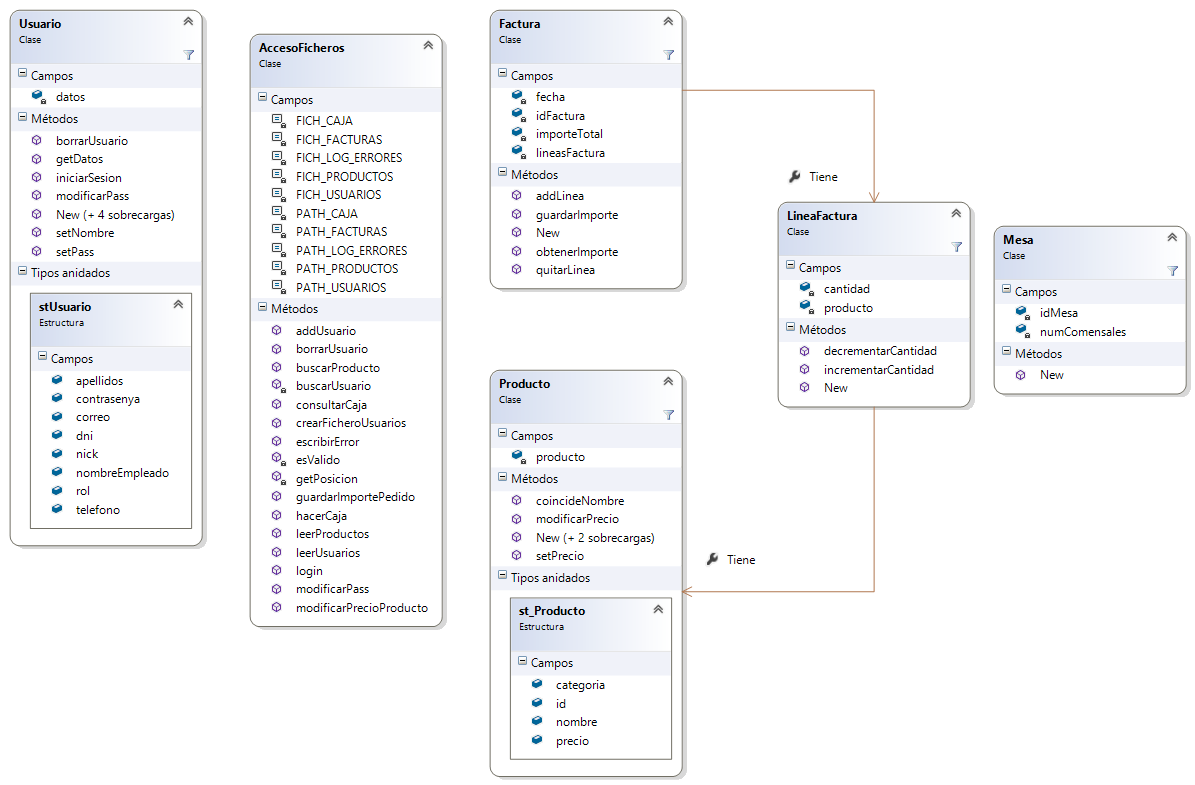 Usuario
Clase
Campos
datos
Métodos
borrarUsuario
getDatos
iniciarSesion
modificarPass
New (+ 4 sobrecargas)
setNombre
setPass
Tipos anidados
stUsuario
Estructura
Campos
apellidos
contrasenya
correo
dni
nick
nombreEmpleado
rol
telefono
AccesoFicheros
Clase
Campos
FICH_CAJA
FICH_FACTURAS
FICH_LOG_ERRORES
FICH_PRODUCTOS
FICH_USUARIOS
PATH_CAJA
PATH_FACTURAS
PATH_LOG_ERRORES
PATH_PRODUCTOS
PATH_USUARIOS
Métodos
addUsuario
borrarUsuario
buscarProducto
buscarUsuario
consultarCaja
crearFicheroUsuarios
escribirError
esValido
getPosicion
guardarImportePedido
hacerCaja
leerProductos
leerUsuarios
login
modificarPass
modificarPrecioProducto
Factura
Clase
Campos
fecha
idFactura
importeTotal
lineasFactura
Métodos
addLinea
guardarImporte
New
obtenerImporte
quitarLinea
Tiene
LineaFactura
Clase
Campos
cantidad
producto
Métodos
decrementarCantidad
incrementarCantidad
New
Mesa
Clase
Campos
idMesa
numComensales
Métodos
New
Producto
Clase
Campos
producto
Métodos
coincideNombre
modificarPrecio
New (+ 2 sobrecargas)
setPrecio
Tipos anidados
st_Producto
Estructura
Campos
categoria
id
nombre
precio
Tiene